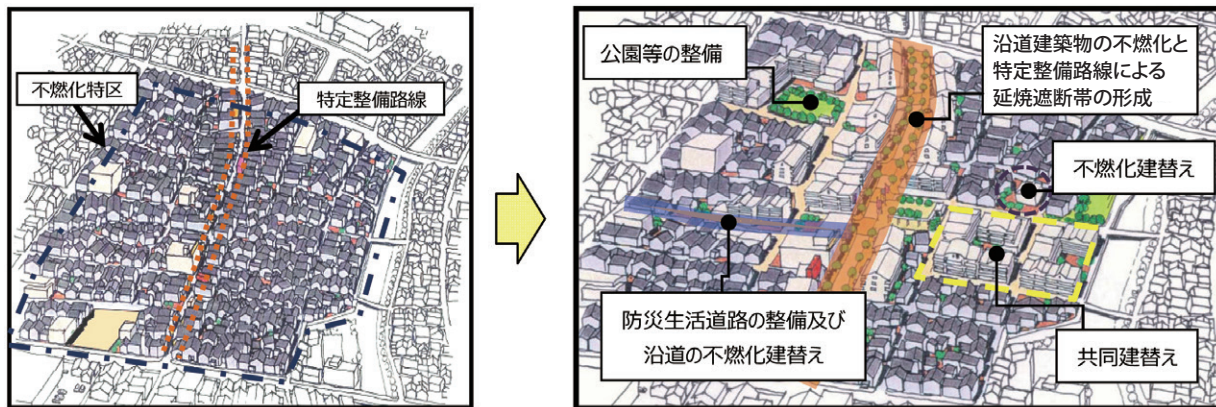 不燃化特区
特定整備路線
公園等の整備
沿道建築物の不燃化と
特定整備路線による
延焼遮断帯の形成
不燃化建替え
防災生活道路の整備及び
沿道の不燃化建替え
共同建替え